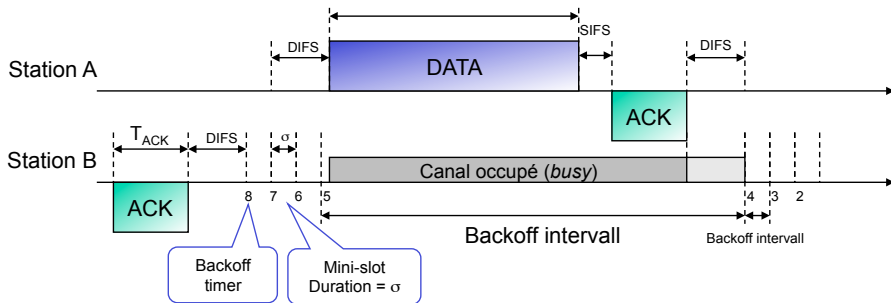 DIFS
SIFS
DIFS
Station A
DATA
ACK
T_ACK
DIFS
σ
Station B
Canal occupé (busy)
ACK
8 7 6 5 4 3 2
Backoff intervall
Backoff intervall
Backoff
timer
Mini-slot
Duration = σ